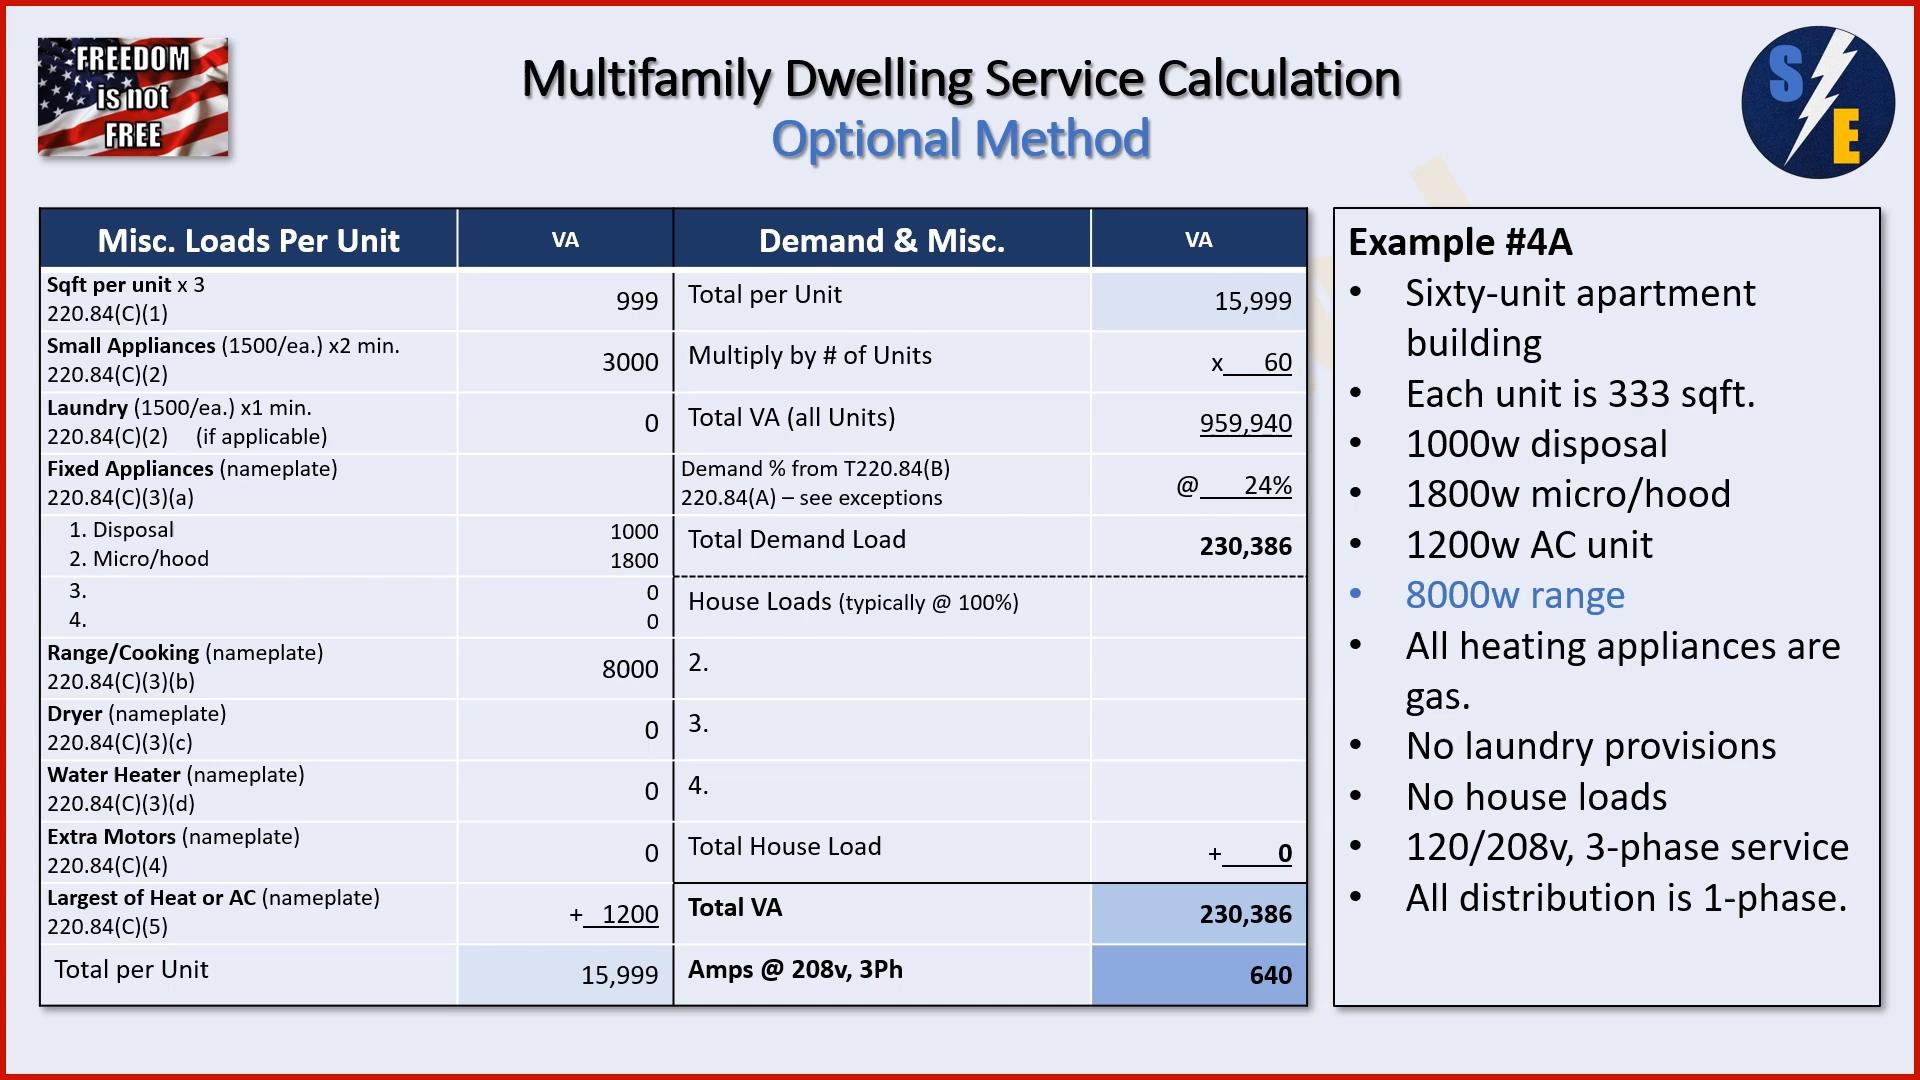 FREEDOM
is not
FREE
Multifamily Dwelling Service Calculation
Optional Method
S
E
Misc. Loads Per Unit VA Demand & Misc. VA
Sqft per unit x 3
220.84(C)(1)
999
Total per Unit
15,999
Small Appliances (1500/ea.) x2 min.
220.84(C)(2)
3000
Multiply by # of Units
x 60
Laundry (1500/ea.) x1 min.
220.84(C)(2) (if applicable)
0
Total VA (all Units)
959,940
Fixed Appliances (nameplate)
220.84(C)(3)(a)
Demand % from T220.84(B)
220.84(A) – see exceptions
@ 24%
1. Disposal 1000
2. Micro/hood 1800
Total Demand Load
230,386
3. 0
4. 0
House Loads (typically @ 100%)
Range/Cooking (nameplate)
220.84(C)(3)(b)
8000
2.
Dryer (nameplate)
220.84(C)(3)(c)
0
3.
Water Heater (nameplate)
220.84(C)(3)(d)
0
4.
Extra Motors (nameplate)
220.84(C)(4)
0
Total House Load
+ 0
Largest of Heat or AC (nameplate)
220.84(C)(5)
+ 1200
Total VA
230,386
Total per Unit 15,999
Amps @ 208v, 3Ph 640
Example #4A
• Sixty-unit apartment
building
• Each unit is 333 sqft.
• 1000w disposal
• 1800w micro/hood
• 1200w AC unit
• 8000w range
• All heating appliances are
gas.
• No laundry provisions
• No house loads
• 120/208v, 3-phase service
• All distribution is 1-phase.